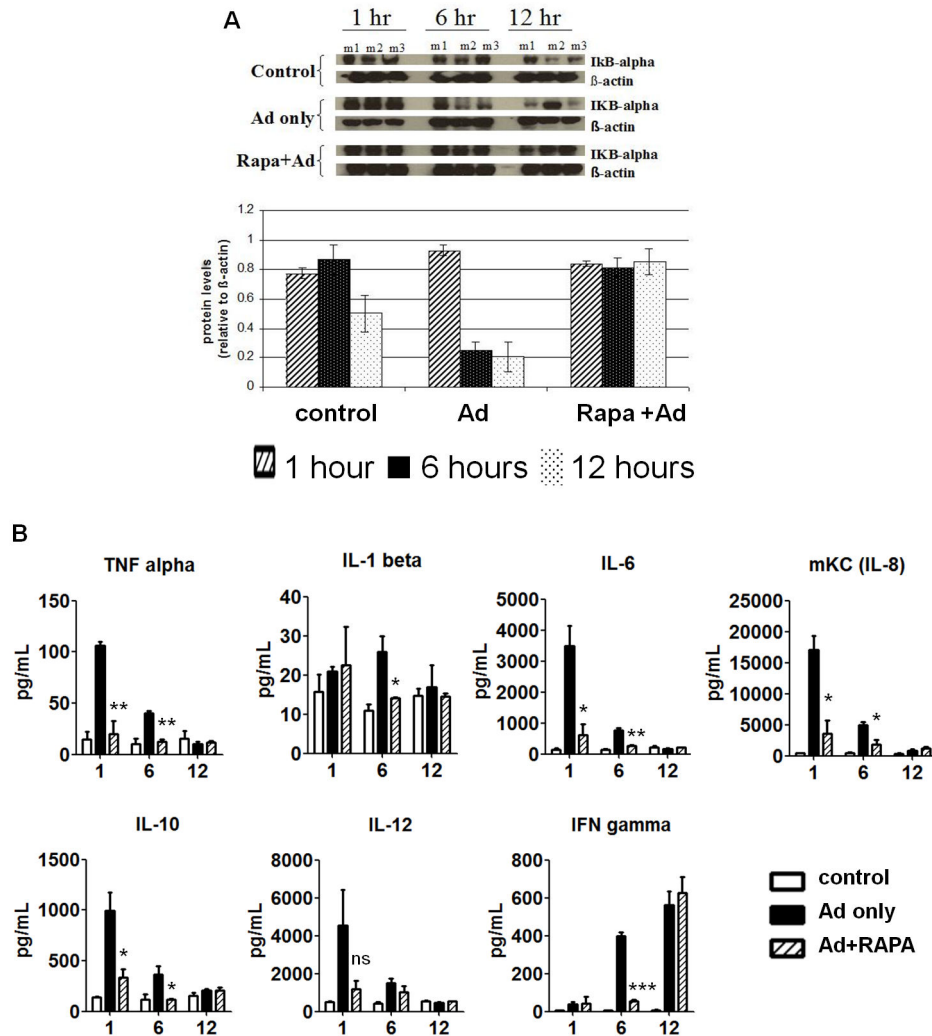 A
1 hr 6 hr 12 hr
m1 m2 m3 m1 m2 m3 m1 m2 m3
Control
IkB-alpha
ß-actin
Ad only
IKB-alpha
ß-actin
Rapa+Ad
IKB-alpha
ß-actin
protein levels
(relative to ß-actin)
1.2
1
0.8
0.6
0.4
0.2
0
control Ad Rapa +Ad
1 hour 6 hours 12 hours
B
TNF alpha
pg/mL
150
100
50
0
1 6 12
** **
IL-1 beta
pg/mL
40
30
20
10
0
1 6 12
*
IL-6
pg/mL
5000
4000
3000
2000
1000
0
1 6 12
* **
mKC (IL-8)
pg/mL
25000
20000
15000
10000
5000
0
1 6 12
* *
IL-10
pg/mL
1500
1000
500
0
1 6 12
* *
IL-12
pg/mL
8000
6000
4000
2000
0
1 6 12
ns
IFN gamma
pg/mL
800
600
400
200
0
1 6 12
***
control
Ad only
Ad+RAPA